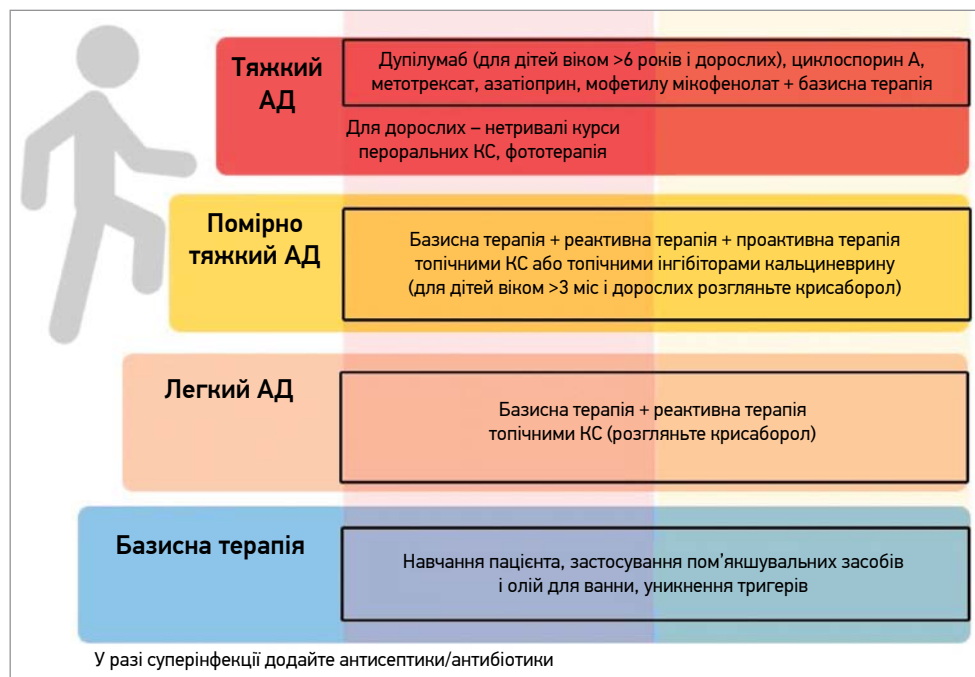 Тяжкий
АД
Дупілумаб (для дітей віком >6 років і дорослих), циклоспорин А,
метотрексат, азатіоприн, мофетилу мікофенолат + базисна терапія
Для дорослих – нетривалі курси
пероральних КС, фототерапія
Помірно
тяжкий АД
Базисна терапія + реактивна терапія + проактивна терапія
топічними КС або топічними інгібіторами кальциневрину
(для дітей віком >3 міс і дорослих розгляньте крисаборол)
Легкий АД
Базисна терапія + реактивна терапія
топічними КС (розгляньте крисаборол)
Базисна терапія
Навчання пацієнта, застосування пом’якшувальних засобів
і олій для ванни, уникнення тригерів
У разі суперінфекції додайте антисептики/антибіотики